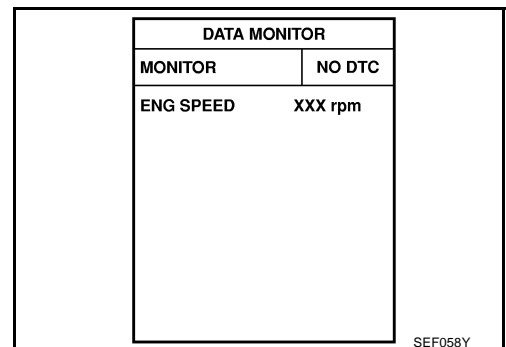 DATA MONITOR
MONITOR NO DTC
ENG SPEED XXX rpm
SEF058Y